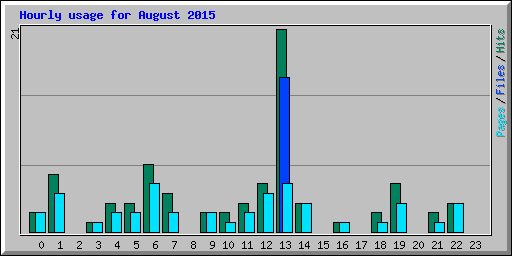 Hourly usage for August 2015
21
Pages/Files/Hits
0 1 2 3 4 5 6 7 8 9 10 11 12 13 14 15 16 17 18 19 20 21 22 23